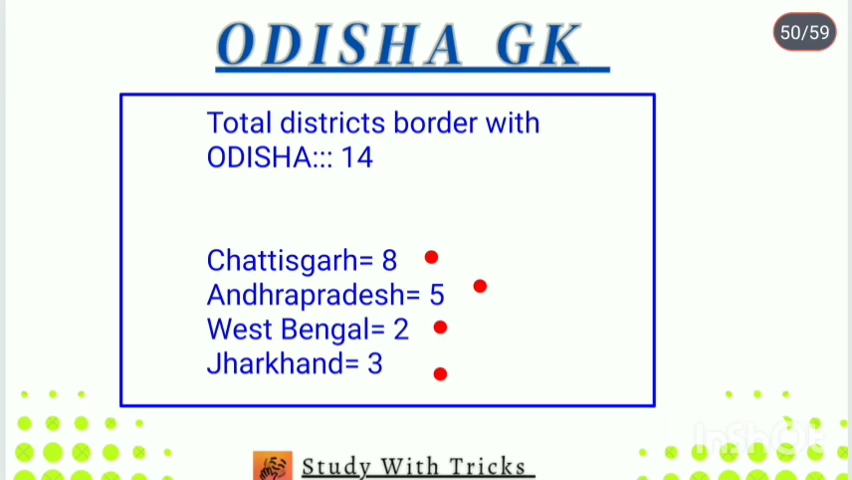 ODISHA GK
50/59
Total districts border with
ODISHA::: 14
Chattisgarh= 8
Andhrapradesh= 5
West Bengal= 2
Jharkhand= 3
InShOt
Study With Tricks